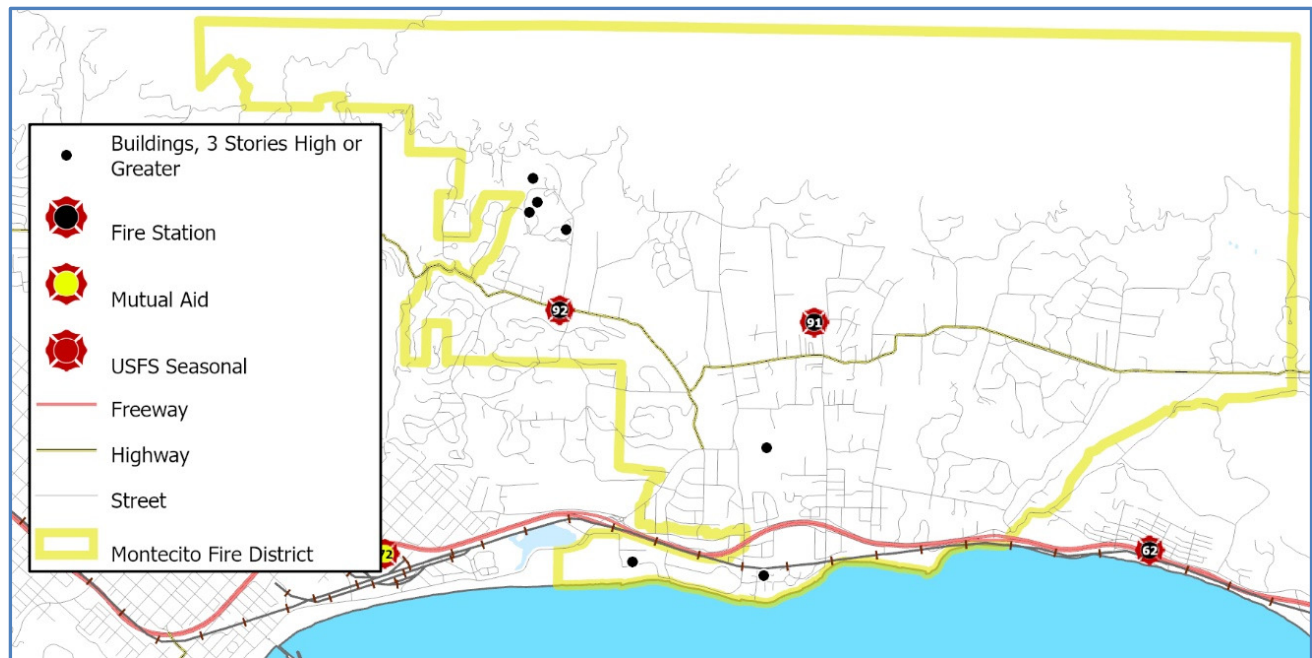 Buildings, 3 Stories High or
Greater
Fire Station
Mutual Aid
USFS Seasonal
Freeway
Highway
Street
Montecito Fire District
92
91
72
62